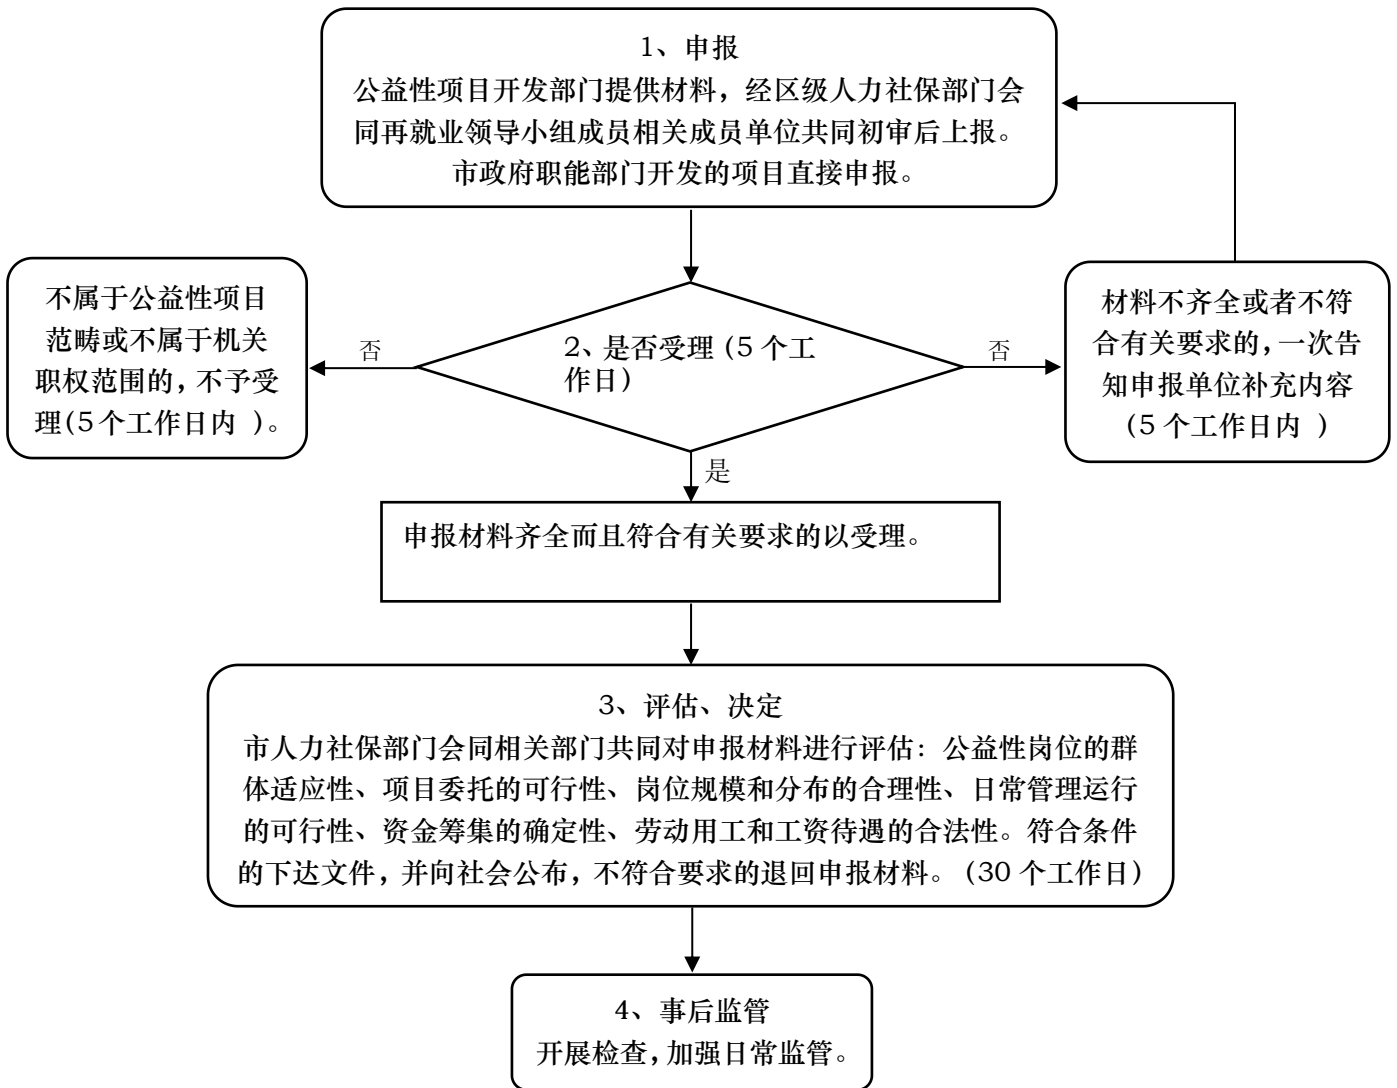 1、申报
公益性项目开发部门提供材料，经区级人力社保部门会
同再就业领导小组成员相关成员单位共同初审后上报。
市政府职能部门开发的项目直接申报。
不属于公益性项目
范畴或不属于机关
职权范围的，不予受
理(5个工作日内 )。
否
2、是否受理（5 个工
作日）
否
材料不齐全或者不符
合有关要求的，一次告
知申报单位补充内容
(5 个工作日内 )
是
申报材料齐全而且符合有关要求的以受理。
3、评估、决定
市人力社保部门会同相关部门共同对申报材料进行评估：公益性岗位的群
体适应性、项目委托的可行性、岗位规模和分布的合理性、日常管理运行
的可行性、资金筹集的确定性、劳动用工和工资待遇的合法性。符合条件
的下达文件，并向社会公布，不符合要求的退回申报材料。（30 个工作日）
4、事后监管
开展检查，加强日常监管。